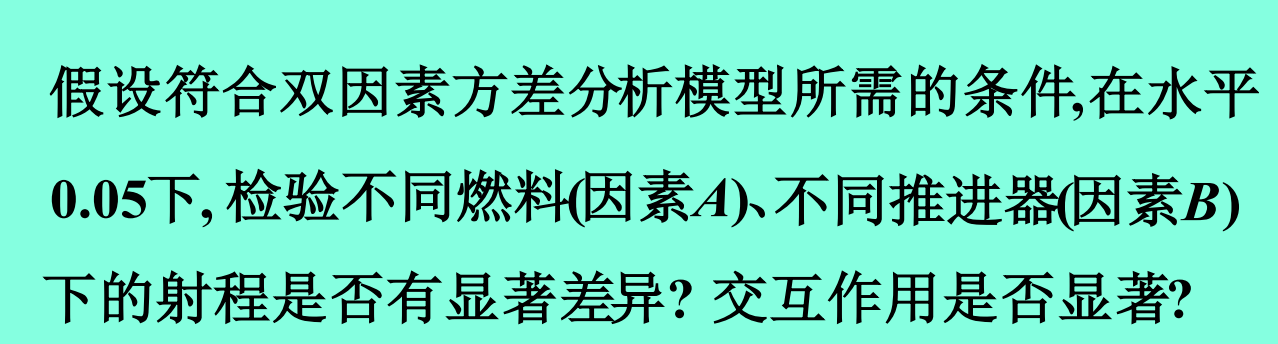 假设符合双因素方差分析模型所需的条件,在水平
0.05下, 检验不同燃料(因素A)、不同推进器(因素B)
下的射程是否有显著差异? 交互作用是否显著?